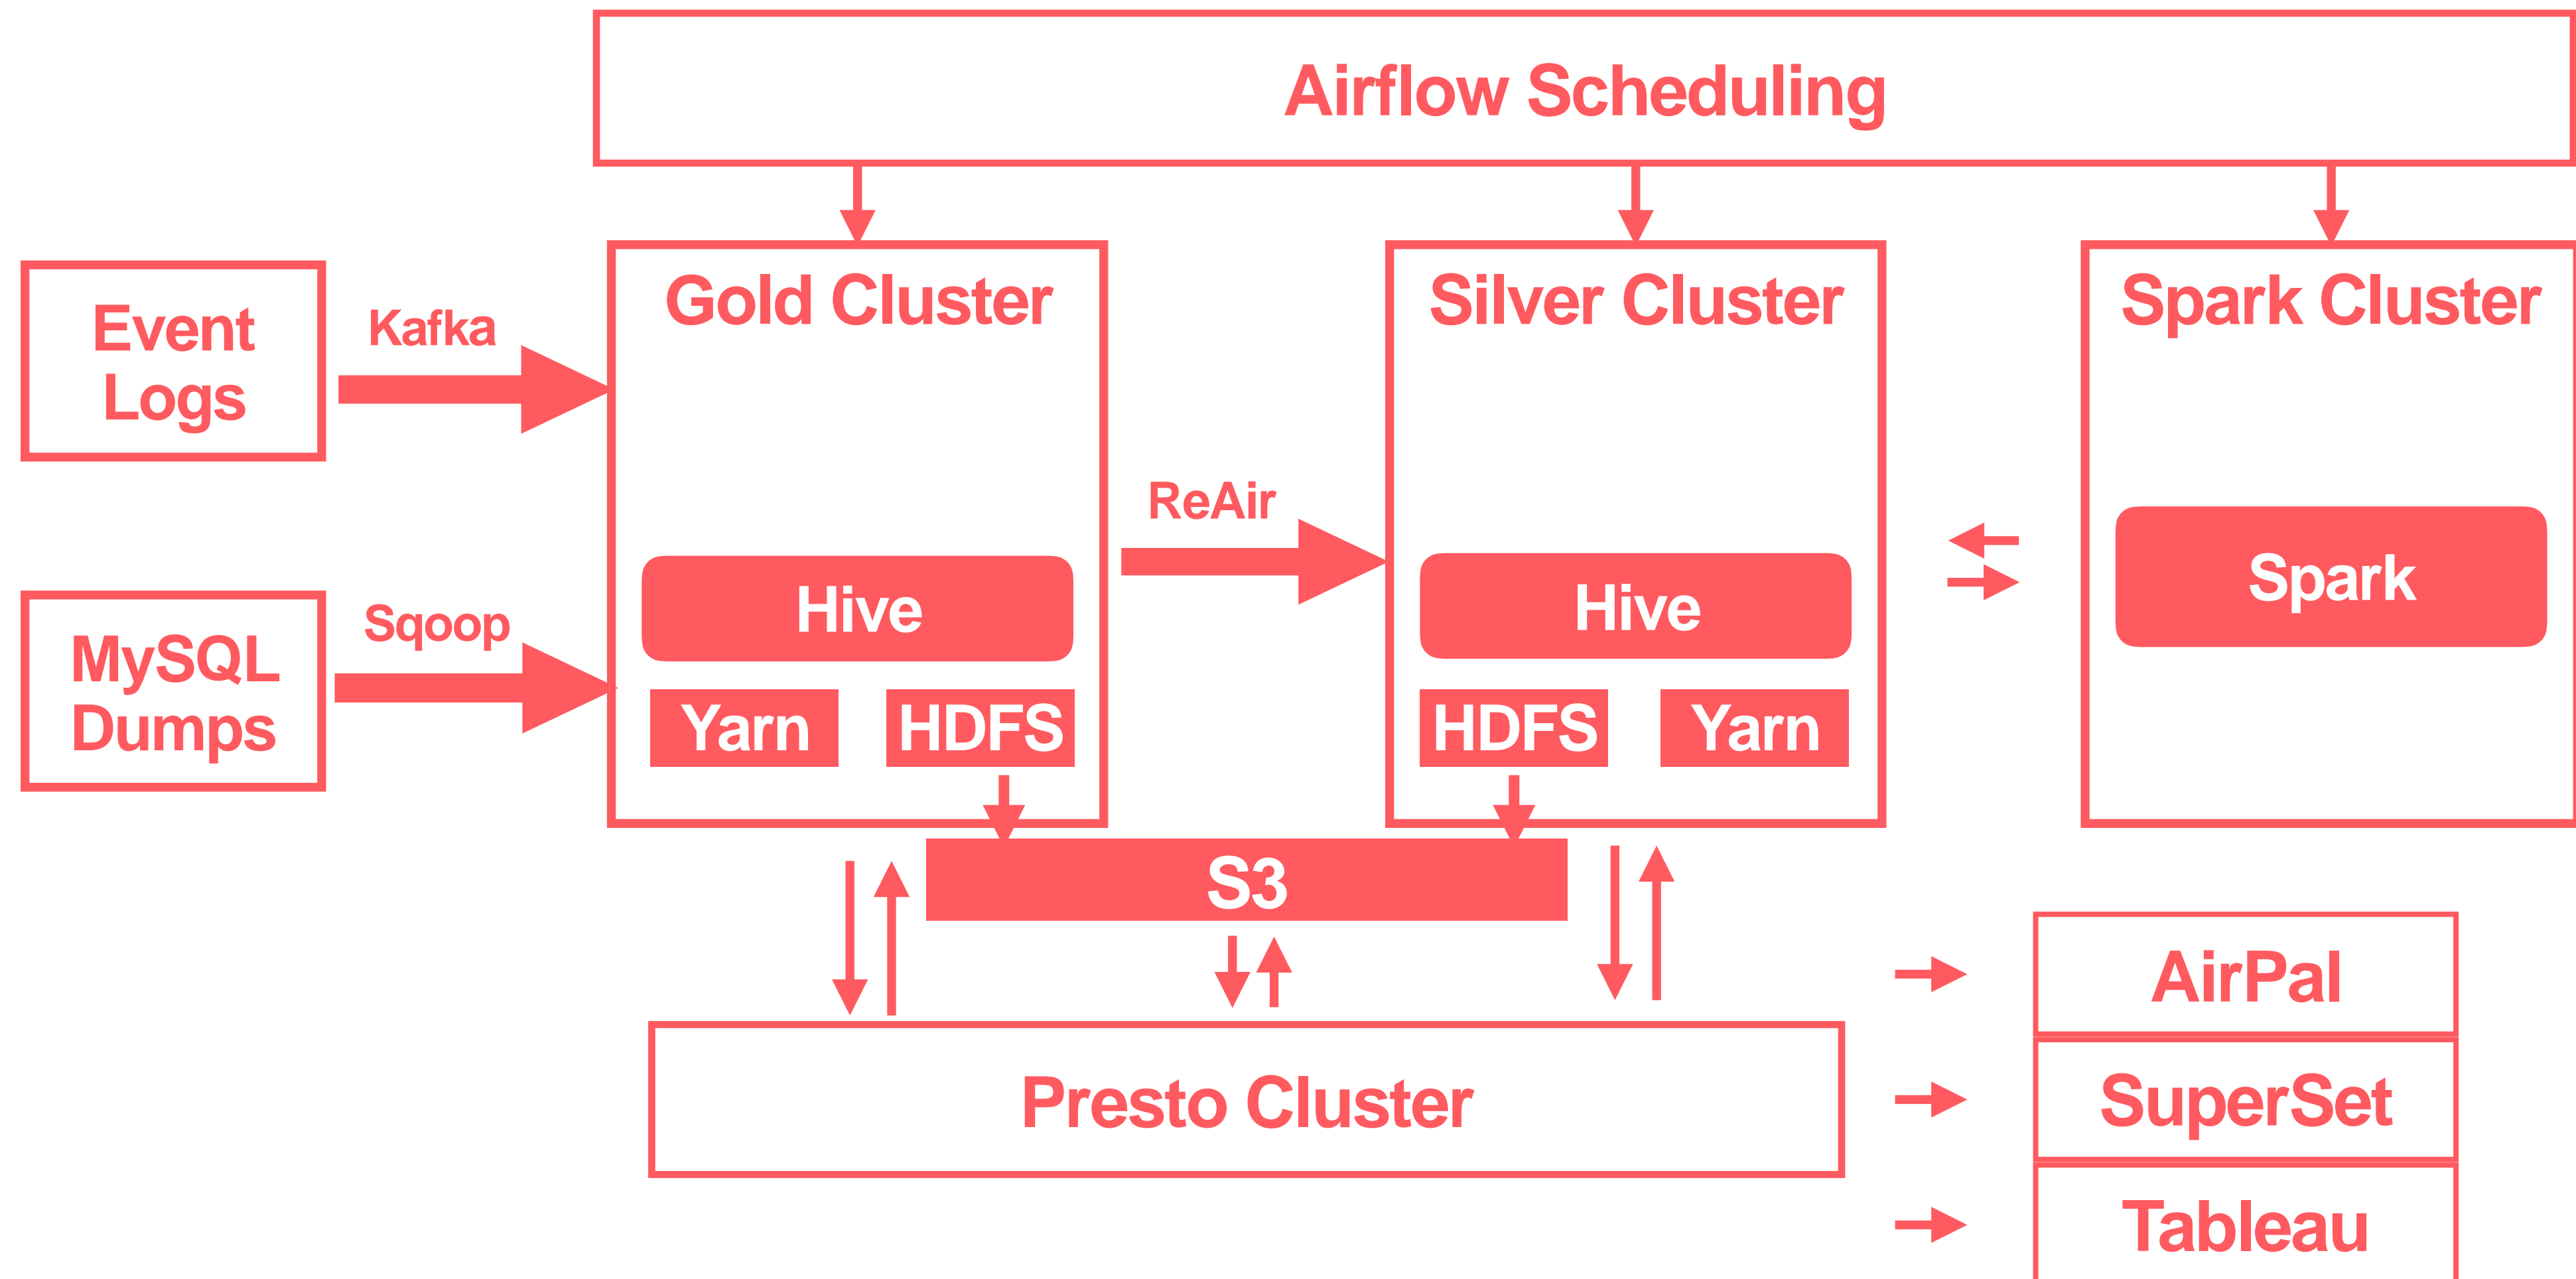 Airflow Scheduling
Event
Logs
Kafka
Gold Cluster
Silver Cluster
Spark Cluster
MySQL
Dumps
Sqoop
ReAir
Hive
Yarn
HDFS
Hive
HDFS
Yarn
Spark
S3
Presto Cluster
AirPal
SuperSet
Tableau